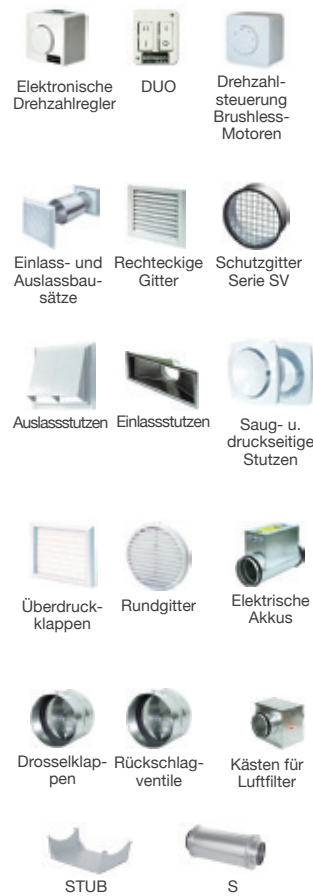 Elektronische
Drehzahlregler
DUO
Drehzahl-
steuerung
Brushless-
Motoren
Einlass- und
Auslassbau-
sätze
Rechteckige
Gitter
Schutzgitter
Serie SV
Auslassstutzen
Einlassstutzen
Saug- u.
druckseitige
Stutzen
Überdruck-
klappen
Rundgitter
Elektrische
Akkus
Drosselklap-
pen
Rückschlag-
ventile
Kästen für
Luftfilter
STUB
S